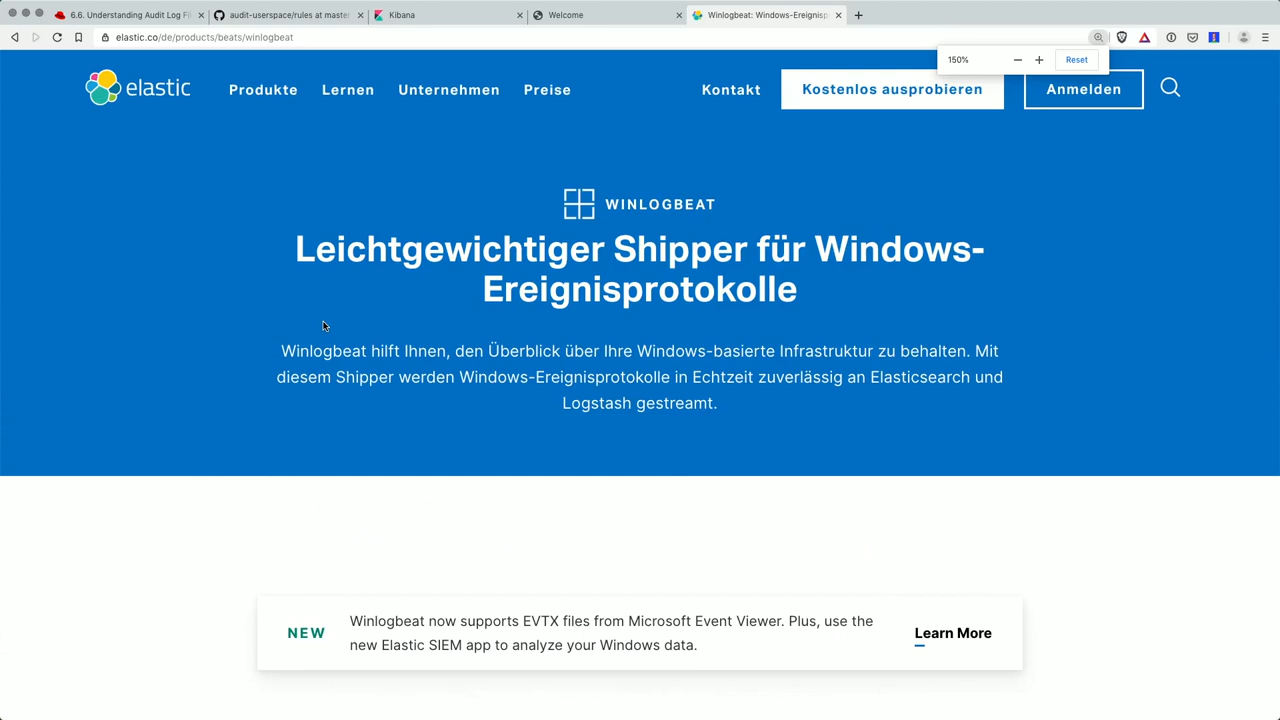 6.6. Understanding Audit Log Fi
audit-userspace/rules at master
Kibana
Welcome
Winlogbeat: Windows-Ereignisp
elastic.co/de/products/beats/winlogbeat
150%
Reset
elastic
Produkte
Lernen
Unternehmen
Preise
Kontakt
Kostenlos ausprobieren
Anmelden
WINLOGBEAT
Leichtgewichtiger Shipper für Windows-
Ereignisprotokolle
Winlogbeat hilft Ihnen, den Überblick über Ihre Windows-basierte Infrastruktur zu behalten. Mit
diesem Shipper werden Windows-Ereignisprotokolle in Echtzeit zuverlässig an Elasticsearch und
Logstash gestreamt.
NEW
Winlogbeat now supports EVTX files from Microsoft Event Viewer. Plus, use the
new Elastic SIEM app to analyze your Windows data.
Learn More